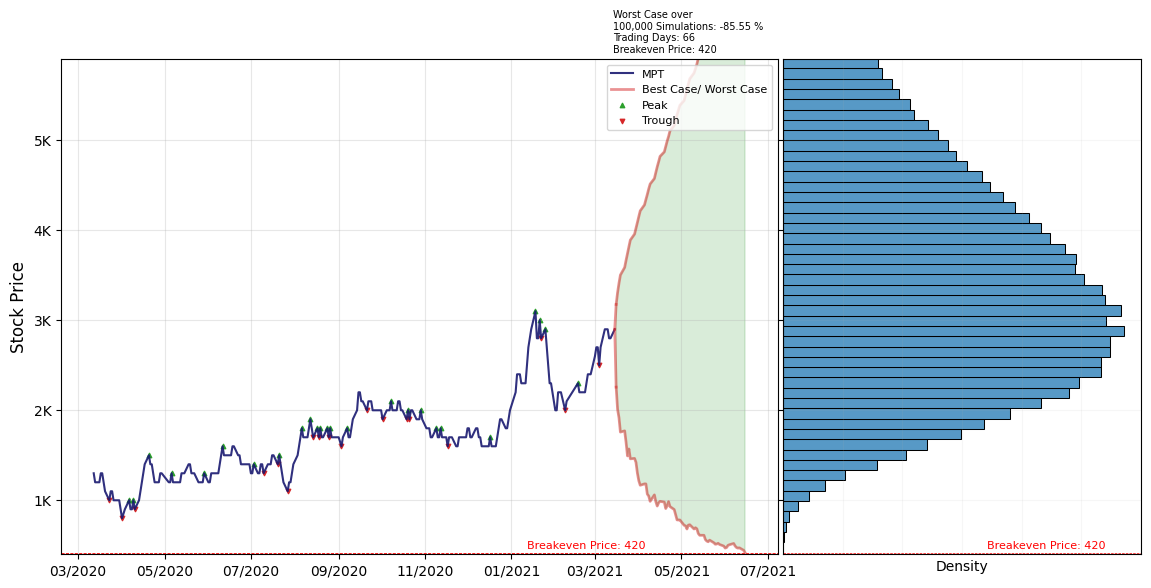 Worst Case over
100,000 Simulations: -85.55 %
Trading Days: 66
Breakeven Price: 420
MPT
Best Case/ Worst Case
Peak
Trough
Stock Price
5K
4K
3K
2K
1K
Breakeven Price: 420
Breakeven Price: 420
03/2020 05/2020 07/2020 09/2020 11/2020 01/2021 03/2021 05/2021 07/2021
Density